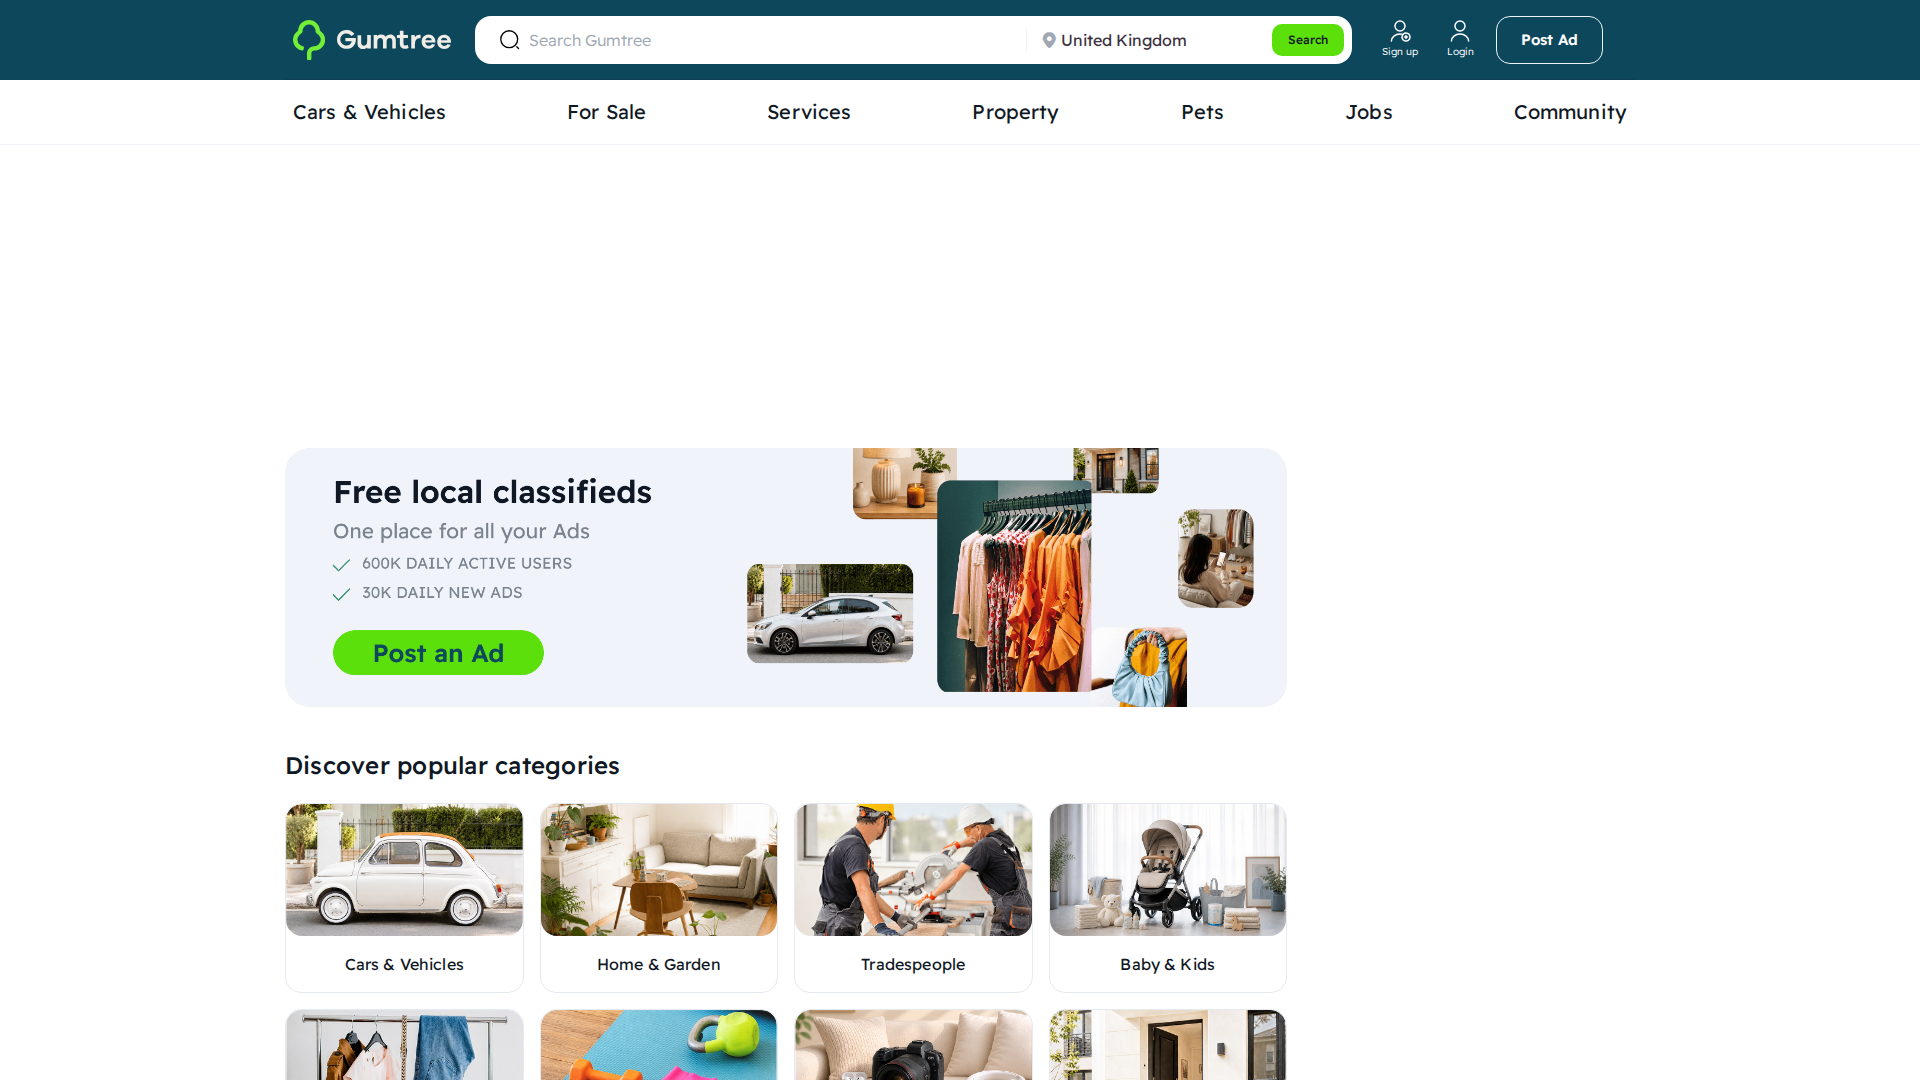 Gumtree
Search Gumtree
United Kingdom
Search
Sign up
Login
Post Ad
Cars & Vehicles
For Sale
Services
Property
Pets
Jobs
Community
Free local classifieds
One place for all your Ads
600K DAILY ACTIVE USERS
30K DAILY NEW ADS
Post an Ad
Discover popular categories
Cars & Vehicles
Home & Garden
Tradespeople
Baby & Kids